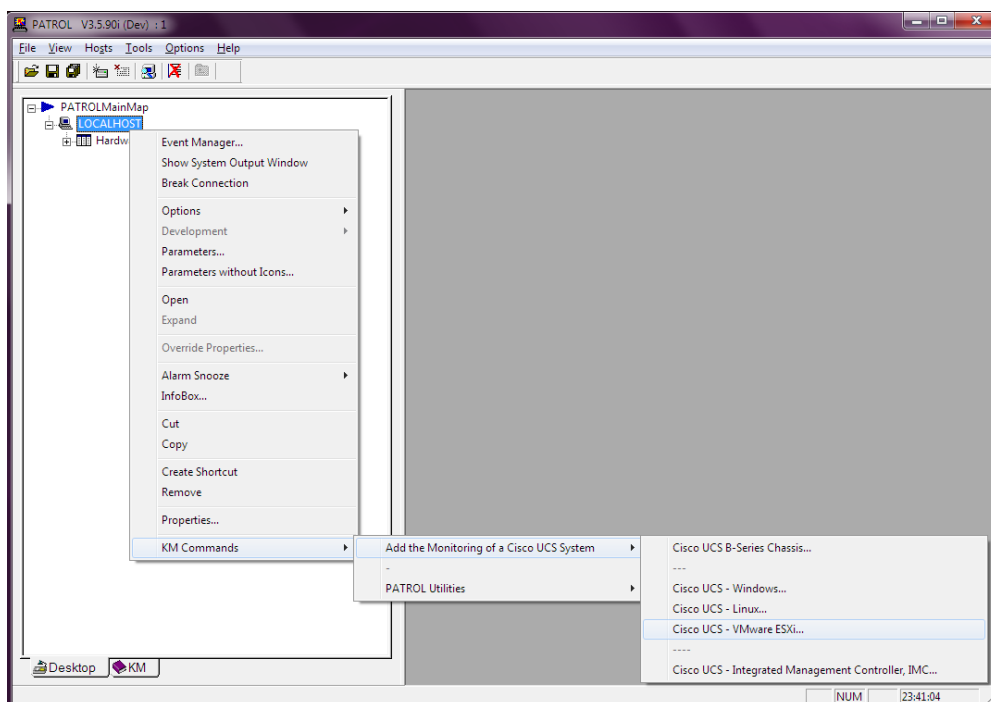 PATROL V3.5.90i (Dev) : 1
File View Hosts Tools Options Help
PATROLMainMap
LOCALHOST
Hardw
Event Manager...
Show System Output Window
Break Connection
Options
Development
Parameters...
Parameters without Icons...
Open
Expand
Override Properties...
Alarm Snooze
InfoBox...
Cut
Copy
Create Shortcut
Remove
Properties...
KM Commands
Add the Monitoring of a Cisco UCS System
-
PATROL Utilities
Cisco UCS B-Series Chassis...
---
Cisco UCS - Windows...
Cisco UCS - Linux...
Cisco UCS - VMware ESXi...
----
Cisco UCS - Integrated Management Controller, IMC...
Desktop KM
NUM 23:41:04